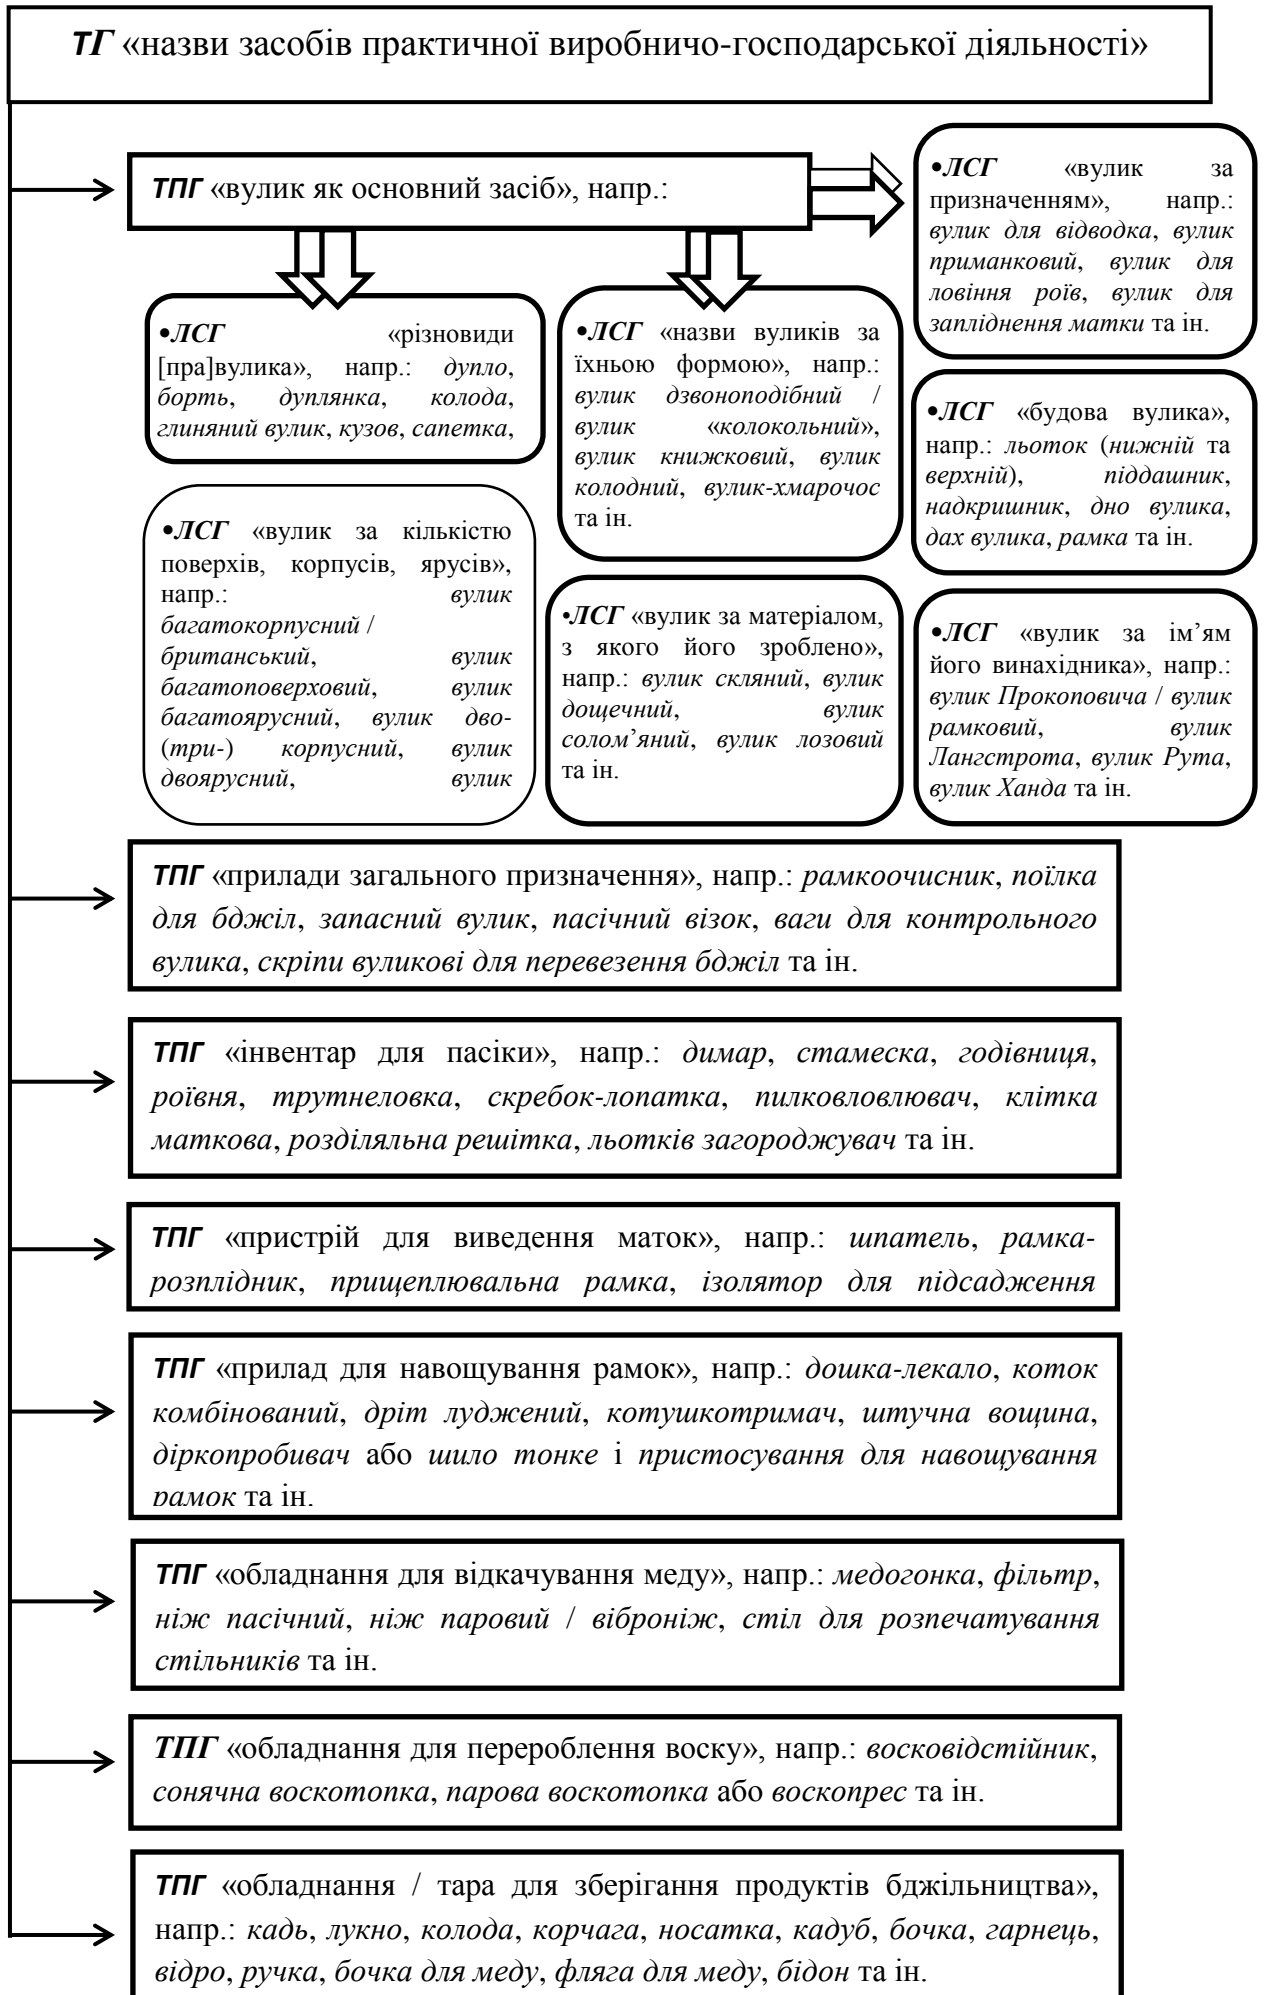 ТГ «назви засобів практичної виробничо-господарської діяльності»
ТПГ «вулик як основний засіб», напр.:
•ЛСГ «вулик за
призначенням», напр.:
вулик для відводка, вулик
приманковий, вулик для
ловіння роїв, вулик для
запліднення матки та ін.
•ЛСГ «різновиди
[пра]вулика», напр.: дупло,
борть, дуплянка, колода,
глиняний вулик, кузов, сапетка,
•ЛСГ «назви вуликів за
їхньою формою», напр.:
вулик дзвоноподібний /
вулик «колокольний»,
вулик книжковий, вулик
колодний, вулик-хмарочос
та ін.
•ЛСГ «будова вулика»,
напр.: льоток (нижній та
верхній), піддашник,
надкришник, дно вулика,
дах вулика, рамка та ін.
•ЛСГ «вулик за кількістю
поверхів, корпусів, ярусів»,
напр.: вулик
багатокорпусний /
британський, вулик
багатоповерховий, вулик
багатоярусний, вулик дво-
(три-) корпусний, вулик
двоярусний, вулик
•ЛСГ «вулик за матеріалом,
з якого його зроблено»,
напр.: вулик скляний, вулик
дощечний, вулик
солом’яний, вулик лозовий
та ін.
•ЛСГ «вулик за ім’ям
його винахідника», напр.:
вулик Прокоповича / вулик
рамковий, вулик
Лангстрота, вулик Рута,
вулик Ханда та ін.
ТПГ «прилади загального призначення», напр.: рамкоочисник, поїлка
для бджіл, запасний вулик, пасічний візок, ваги для контрольного
вулика, скріпи вуликові для перевезення бджіл та ін.
ТПГ «інвентар для пасіки», напр.: димар, стамеска, годівниця,
роївня, трутнеловка, скребок-лопатка, пилковловлювач, клітка
маткова, розділяльна решітка, льотків загороджувач та ін.
ТПГ «пристрій для виведення маток», напр.: шпатель, рамка-
розплідник, прищеплювальна рамка, ізолятор для підсадження
ТПГ «прилад для навощування рамок», напр.: дошка-лекало, коток
комбінований, дріт луджений, котушкотримач, штучна вощина,
діркопробивач або шило тонке і пристосування для навощування
рамок та ін.
ТПГ «обладнання для відкачування меду», напр.: медогонка, фільтр,
ніж пасічний, ніж паровий / віброніж, стіл для розпечатування
стільників та ін.
ТПГ «обладнання для перероблення воску», напр.: восковідстійник,
сонячна воскотопка, парова воскотопка або воскопрес та ін.
ТПГ «обладнання / тара для зберігання продуктів бджільництва»,
напр.: кадь, лукно, колода, корчага, носатка, кадуб, бочка, гарнець,
відро, ручка, бочка для меду, фляга для меду, бідон та ін.